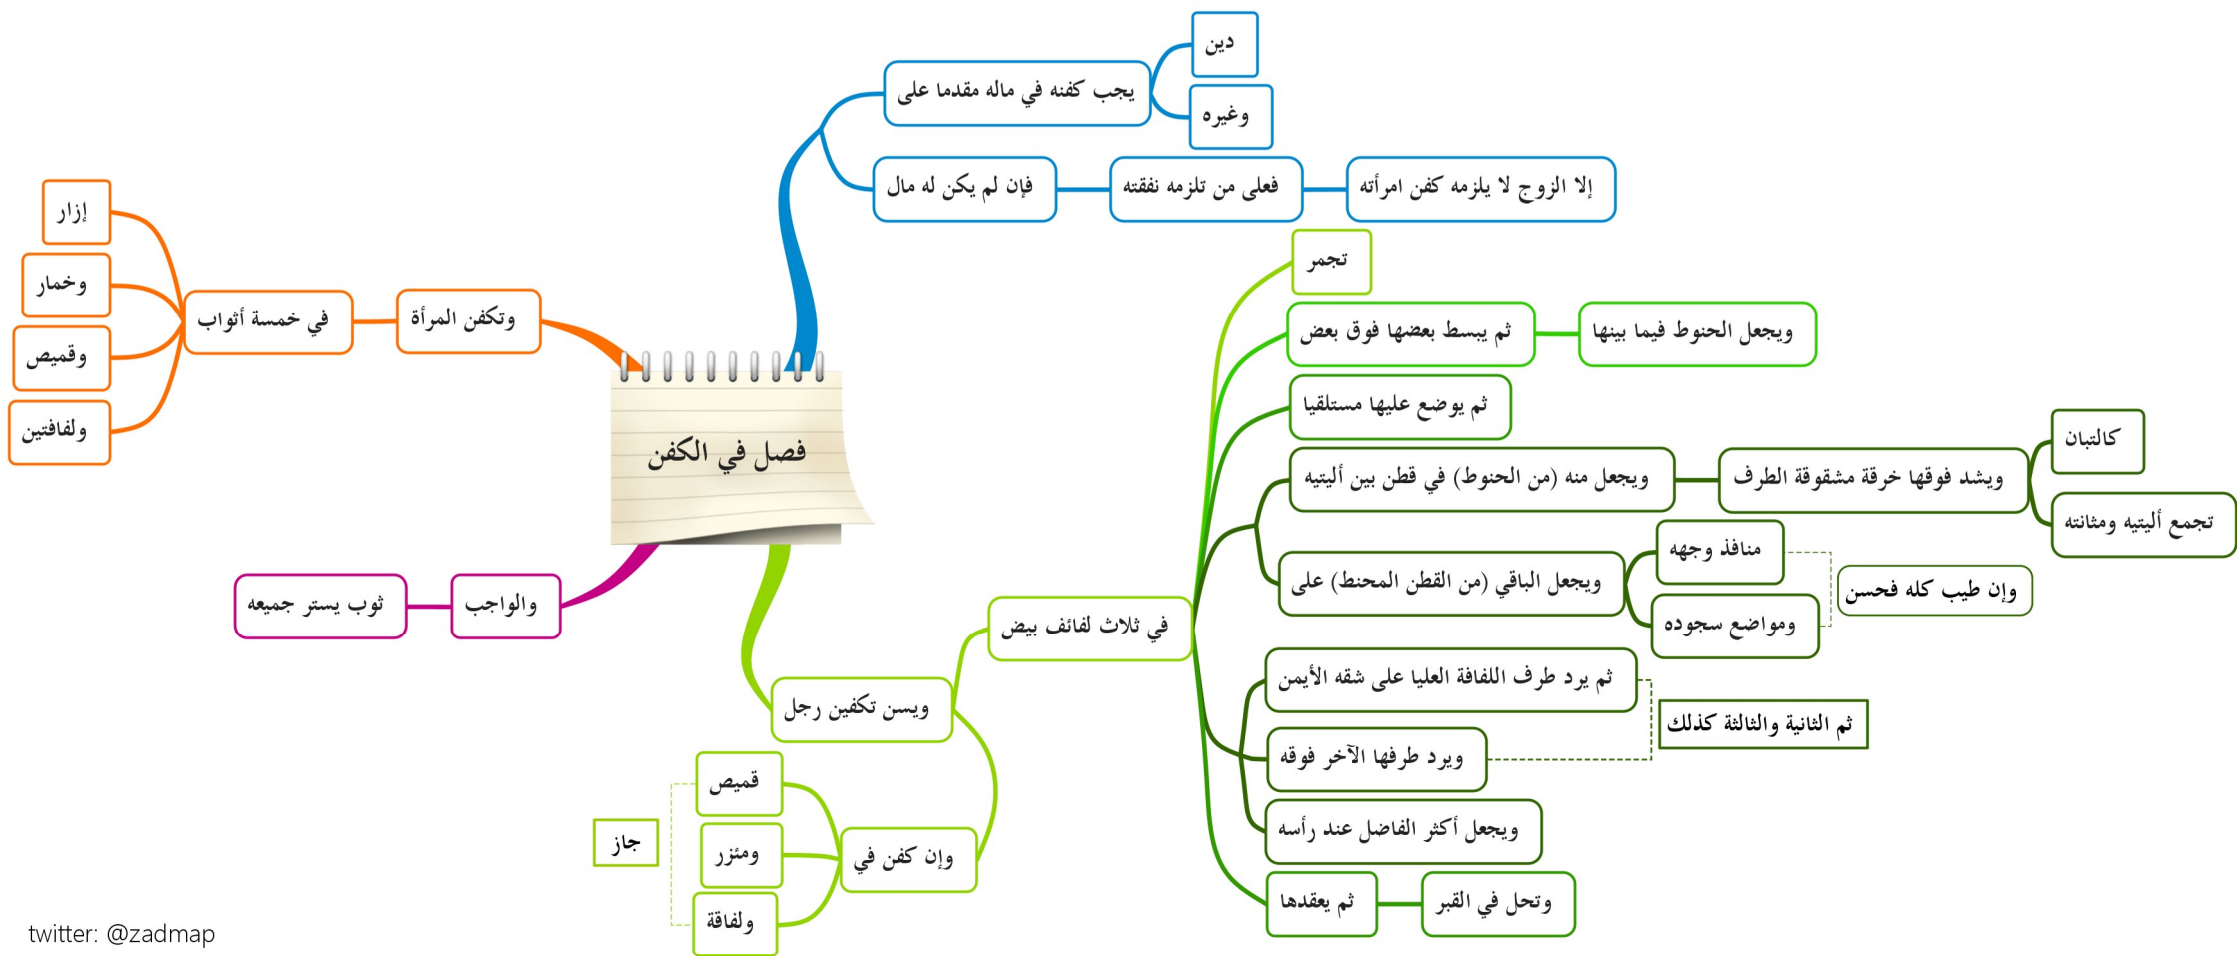 فصل في الكفن
يجب كفنه في ماله مقدما على
دين
وغيره
فإن لم يكن له مال
فعلى من تلزمه نفقته
إلا الزوج لا يلزمه كفن امرأته
ويسن تكفين رجل
في ثلاث لفائف بيض
تجمر
ثم يبسط بعضها فوق بعض
ويجعل الحنوط فيما بينها
ثم يوضع عليها مستلقيا
ويجعل منه (من الحنوط) في قطن بين أليتيه
ويشد فوقها خرقة مشقوقة الطرف
كالتبان
تجمع أليتيه ومثانته
ويجعل الباقي (من القطن المحنط) على
منافذ وجهه
ومواضع سجوده
وإن طيب كله فحسن
ثم يرد طرف اللفافة العليا على شقه الأيمن
ويرد طرفها الآخر فوقه
ثم الثانية والثالثة كذلك
ويجعل أكثر الفاضل عند رأسه
ثم يعقدها
وتحل في القبر
وإن كفن في
قميص
ومئزر
ولفاقة
جاز
والواجب
ثوب يستر جميعه
وتكفن المرأة
في خمسة أثواب
إزار
وخمار
وقميص
ولفافتين
twitter: @zadmap